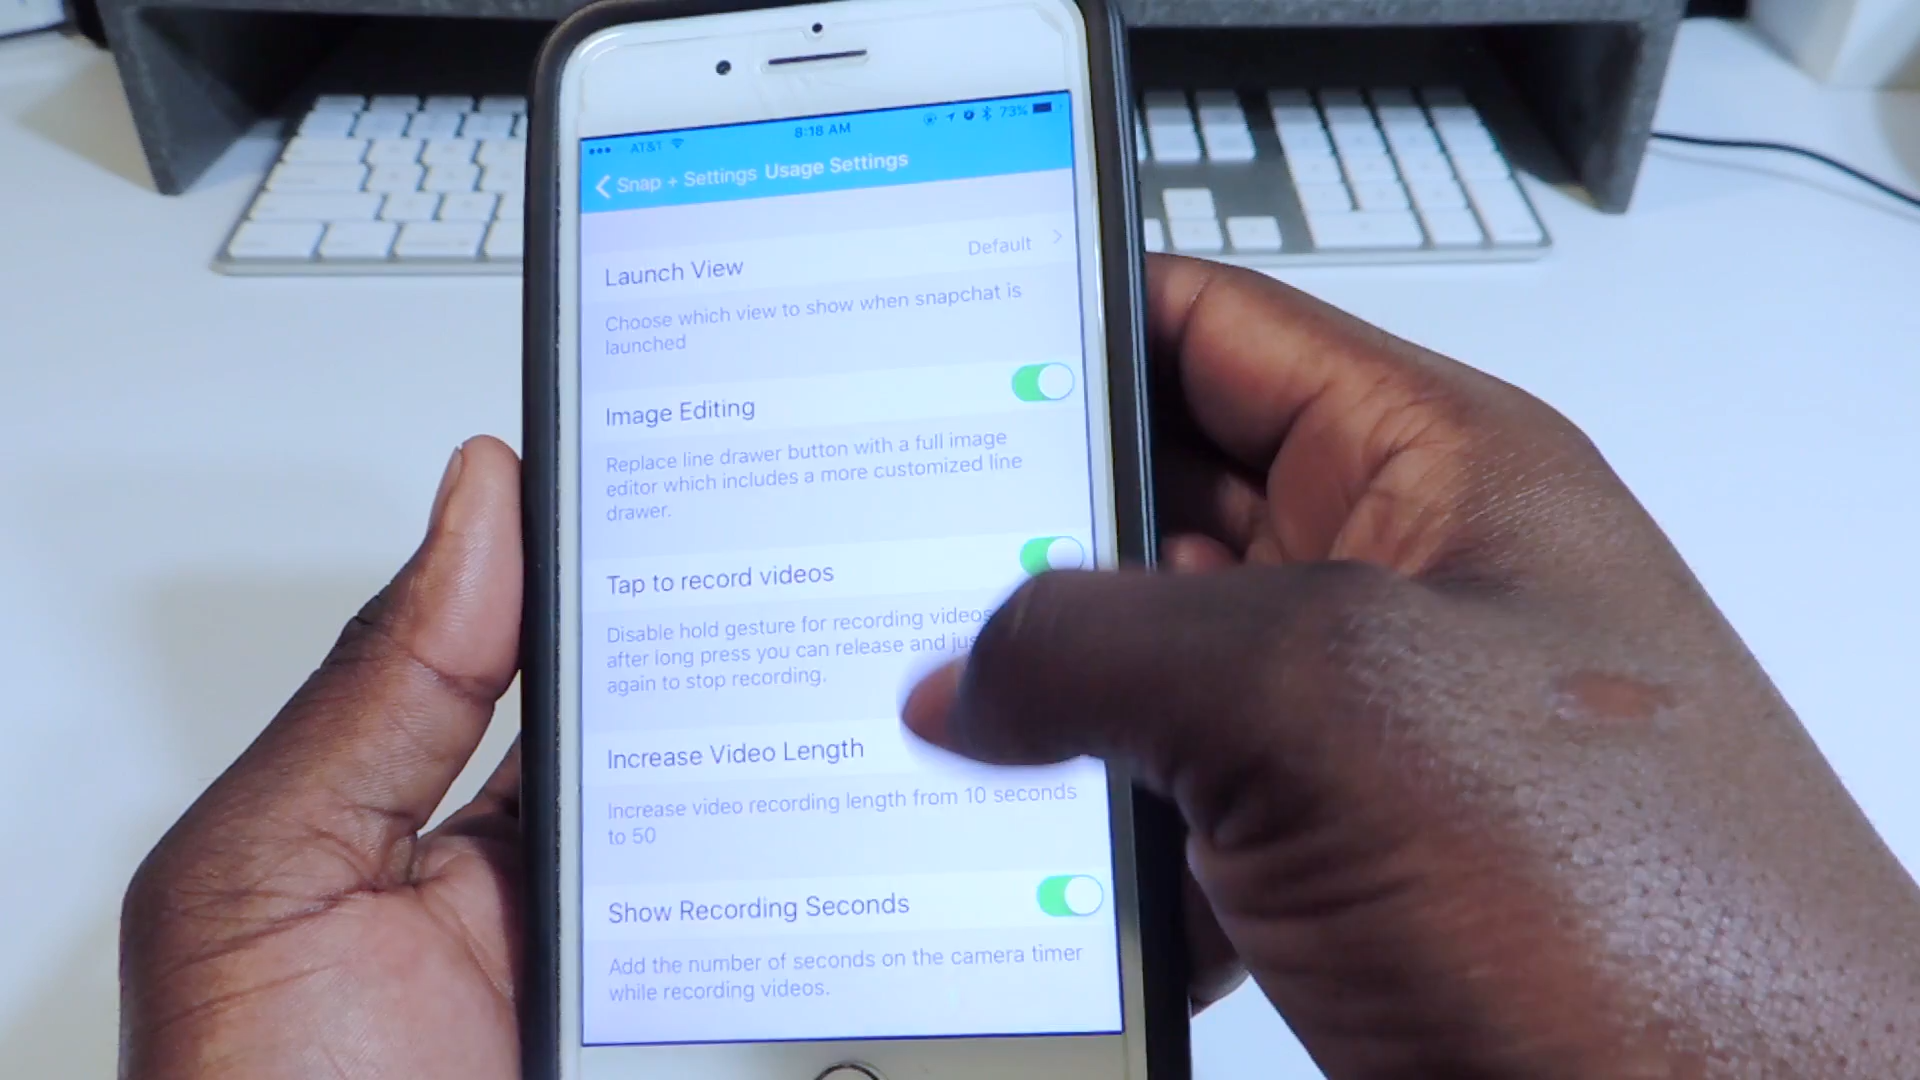 AT&T 8:18 AM 73%
Snap + Settings Usage Settings
Launch View Default
Choose which view to show when snapchat is
launched
Image Editing
Replace line drawer button with a full image
editor which includes a more customized line
drawer.
Tap to record videos
Disable hold gesture for recording videos
after long press you can release and
again to stop recording.
Increase Video Length
Increase video recording length from 10 seconds
to 50
Show Recording Seconds
Add the number of seconds on the camera timer
while recording videos.